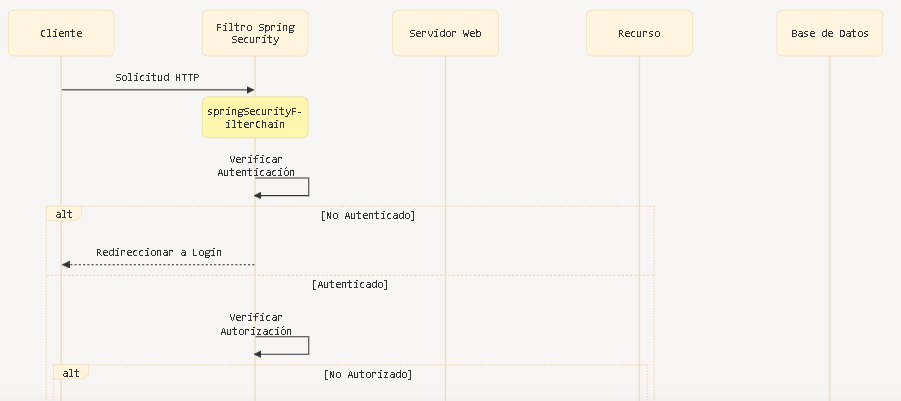 Cliente
Filtro Spring
Security
Servidor Web
Recurso
Base de Datos
Solicitud HTTP
springSecurityF-
ilterChain
Verificar
Autenticación
alt
[No Autenticado]
Redireccionar a Login
[Autenticado]
Verificar
Autorización
alt
[No Autorizado]